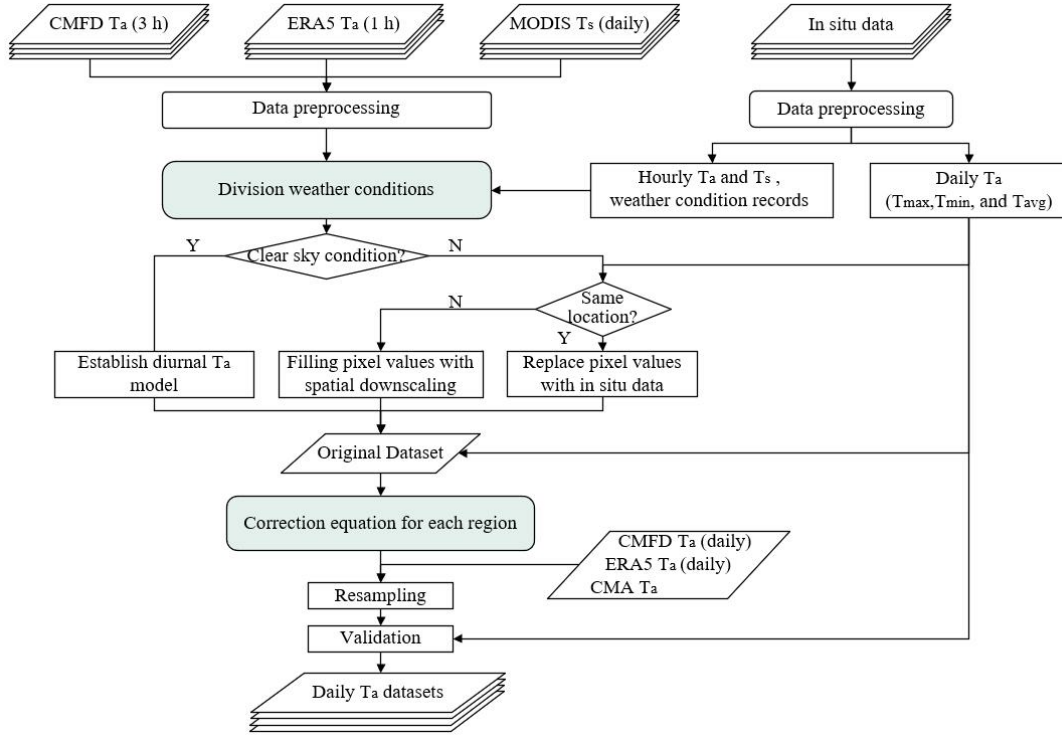 CMFD Ta (3 h)
ERA5 Ta (1 h)
MODIS Ts (daily)
In situ data
Data preprocessing
Data preprocessing
Division weather conditions
Hourly Ta and Ts ,
weather condition records
Daily Ta
(Tmax,Tmin, and Tavg)
Y
Clear sky condition?
N
N
Same
location?
Y
Establish diurnal Ta
model
Filling pixel values with
spatial downscaling
Replace pixel values
with in situ data
Original Dataset
Correction equation for each region
CMFD Ta (daily)
ERA5 Ta (daily)
CMA Ta
Resampling
Validation
Daily Ta datasets